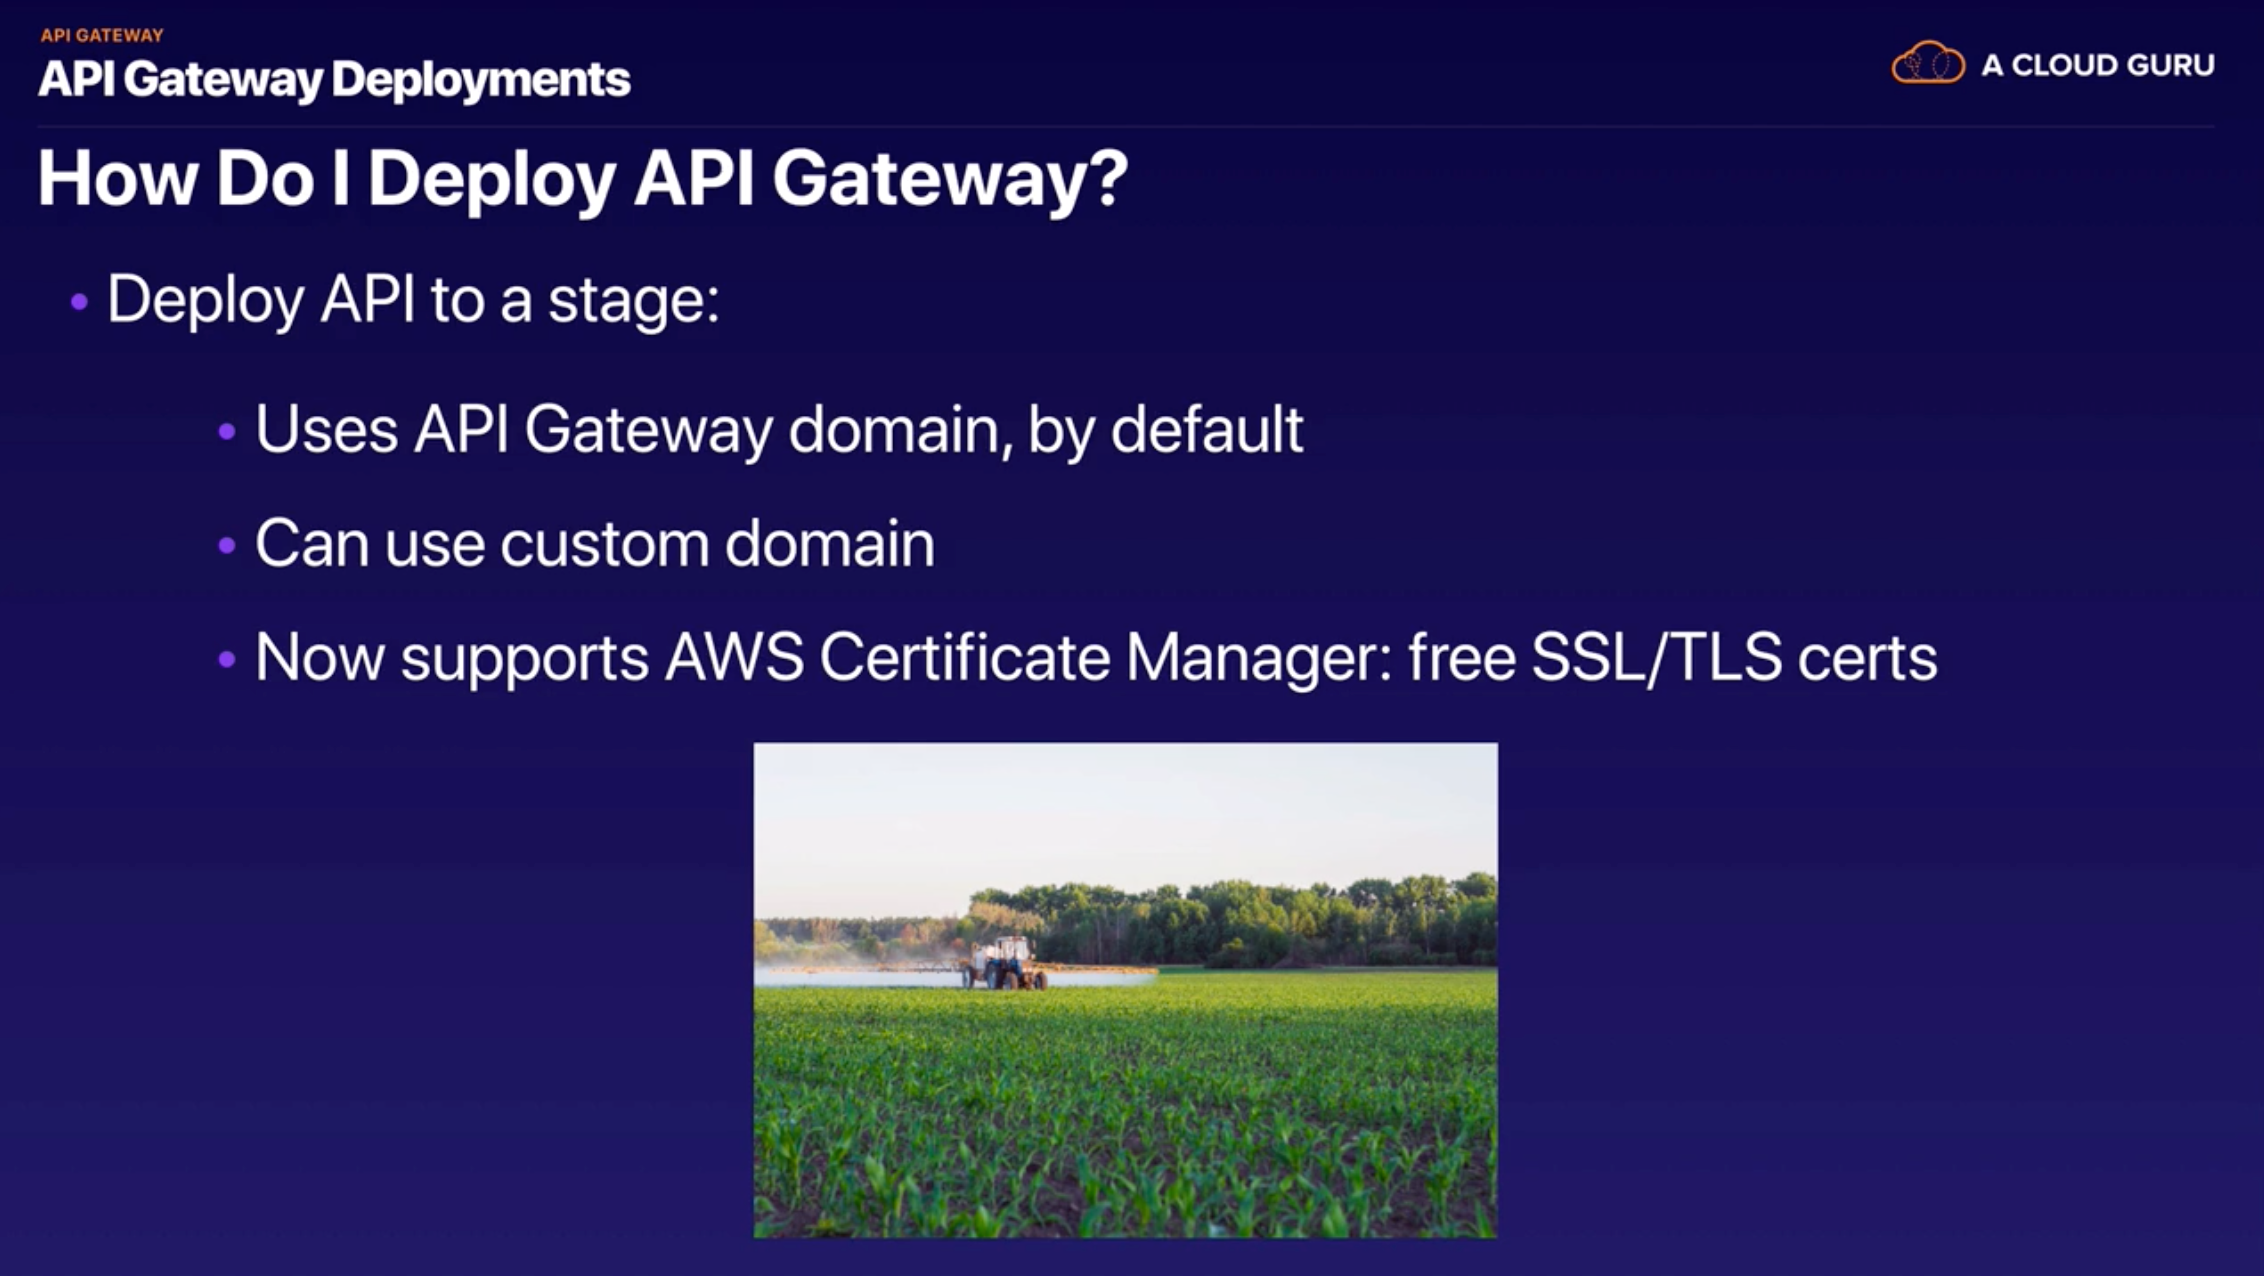 API GATEWAY
API Gateway Deployments
A CLOUD GURU
How Do I Deploy API Gateway?
• Deploy API to a stage:
• Uses API Gateway domain, by default
• Can use custom domain
• Now supports AWS Certificate Manager: free SSL/TLS certs